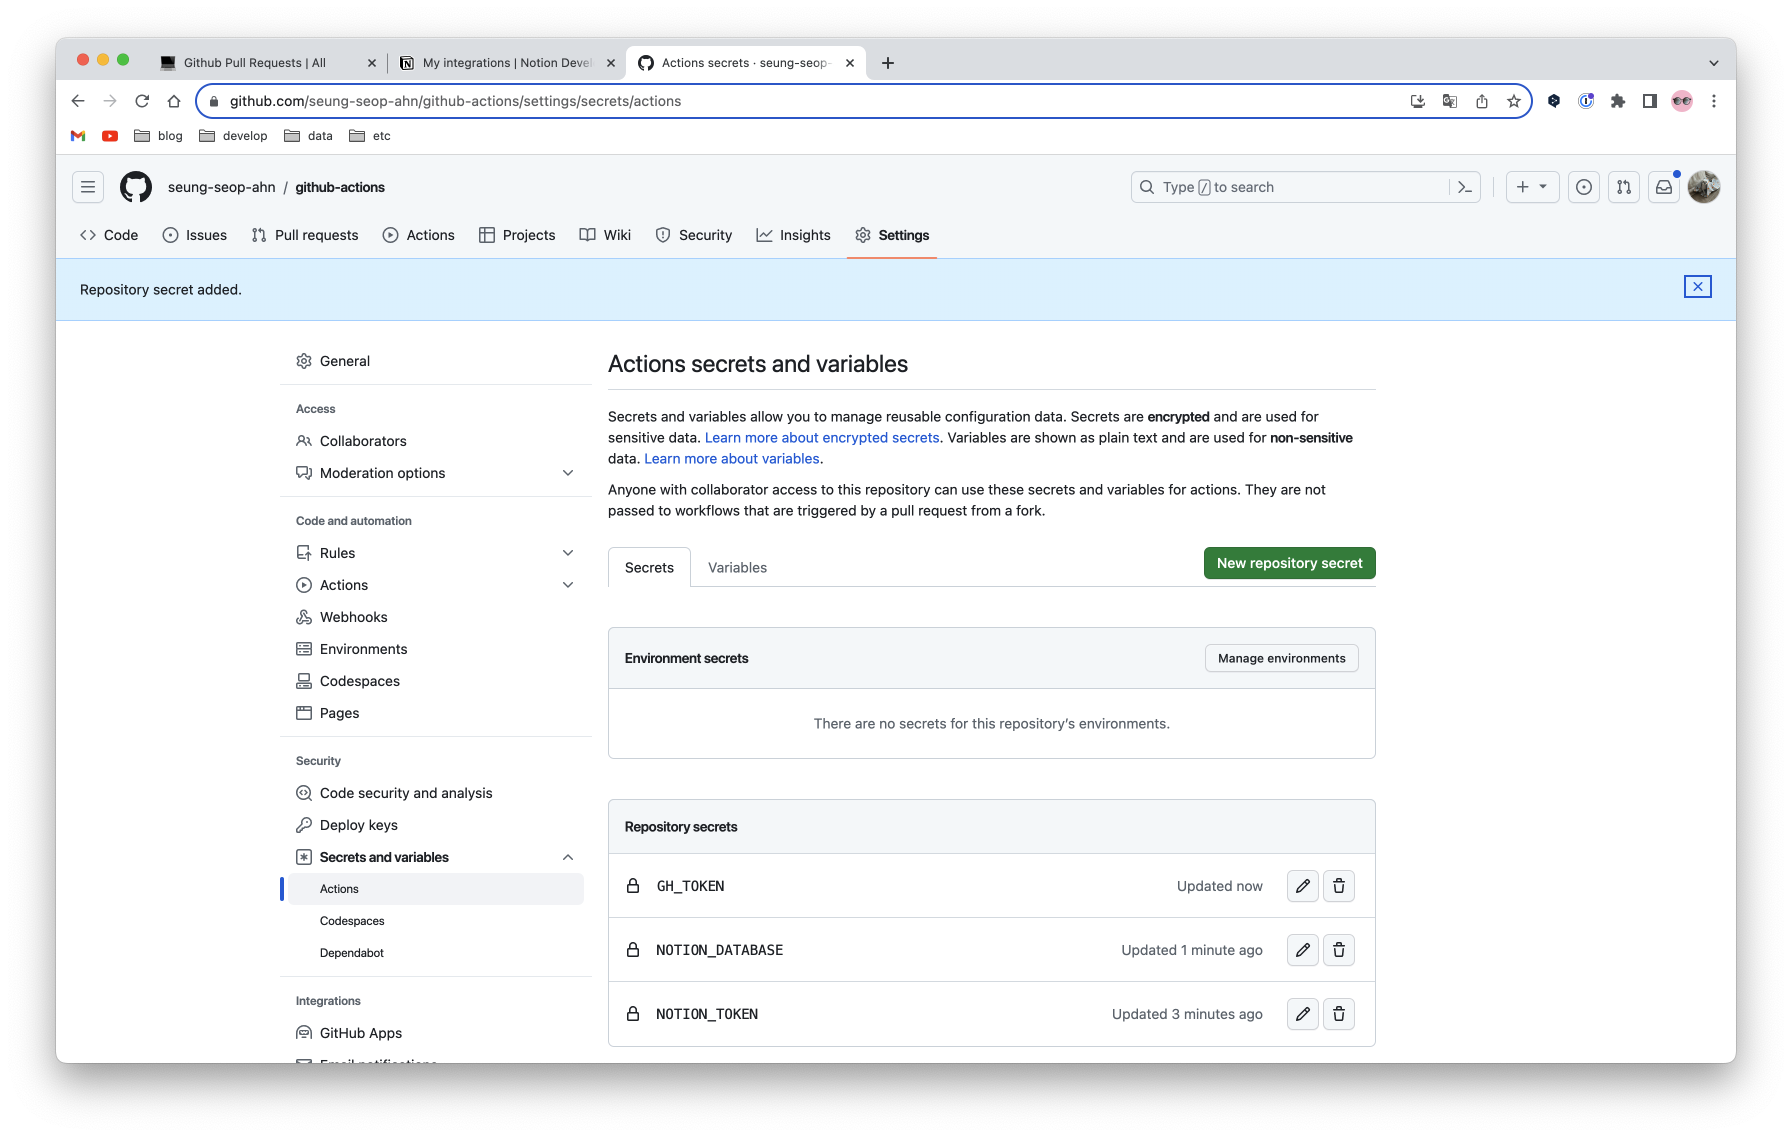 Github Pull Requests | All
My integrations | Notion Devel
Actions secrets · seung-seop-
github.com/seung-seop-ahn/github-actions/settings/secrets/actions
blog
develop
data
etc
seung-seop-ahn / github-actions
Type / to search
Code
Issues
Pull requests
Actions
Projects
Wiki
Security
Insights
Settings
Repository secret added.
General
Access
Collaborators
Moderation options
Code and automation
Rules
Actions
Webhooks
Environments
Codespaces
Pages
Security
Code security and analysis
Deploy keys
Secrets and variables
Actions
Codespaces
Dependabot
Integrations
GitHub Apps
Email notifications
Actions secrets and variables
Secrets and variables allow you to manage reusable configuration data. Secrets are encrypted and are used for
sensitive data. Learn more about encrypted secrets. Variables are shown as plain text and are used for non-sensitive
data. Learn more about variables.
Anyone with collaborator access to this repository can use these secrets and variables for actions. They are not
passed to workflows that are triggered by a pull request from a fork.
Secrets
Variables
New repository secret
Environment secrets
Manage environments
There are no secrets for this repository's environments.
Repository secrets
GH_TOKEN
Updated now
NOTION_DATABASE
Updated 1 minute ago
NOTION_TOKEN
Updated 3 minutes ago